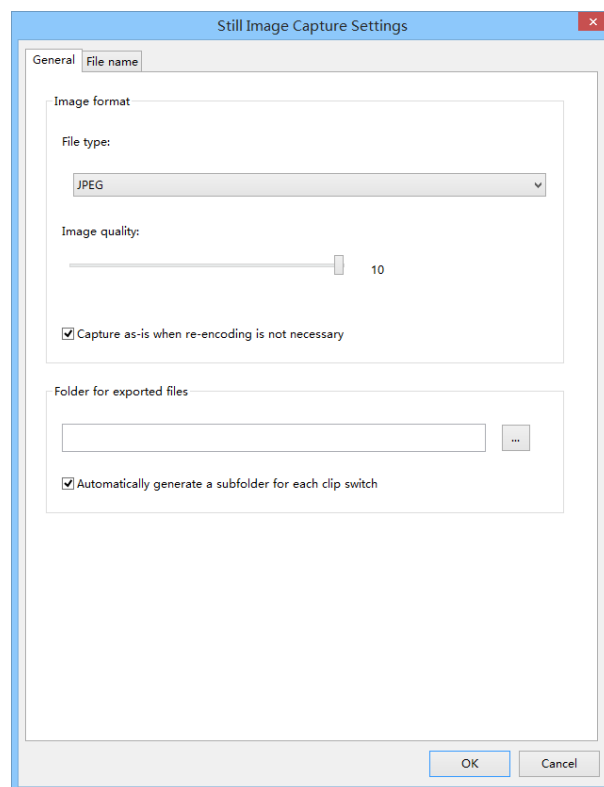 Still Image Capture Settings
General File name
Image format
File type:
JPEG
Image quality:
10
Capture as-is when re-encoding is not necessary
Folder for exported files
...
Automatically generate a subfolder for each clip switch
OK Cancel